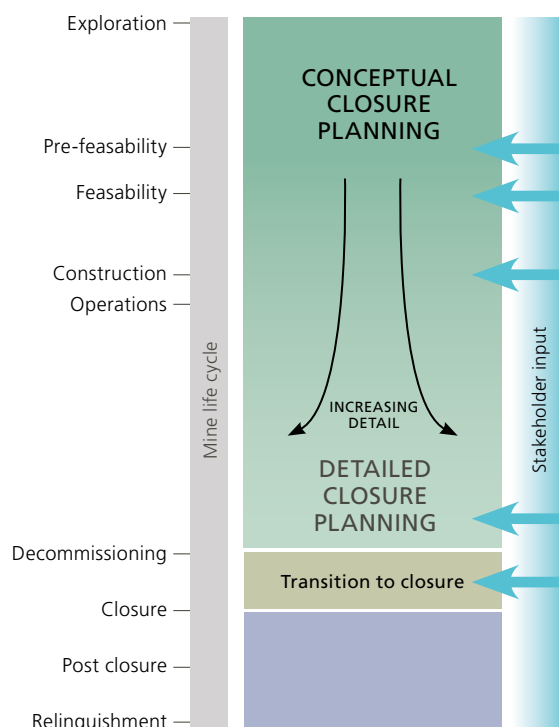 Exploration
CONCEPTUAL
CLOSURE
PLANNING
Pre-feasability
Feasability
Construction
Operations
Mine life cycle
Stakeholder input
INCREASING
DETAIL
DETAILED
CLOSURE
PLANNING
Decommissioning
Transition to closure
Closure
Post closure
Relinquishment